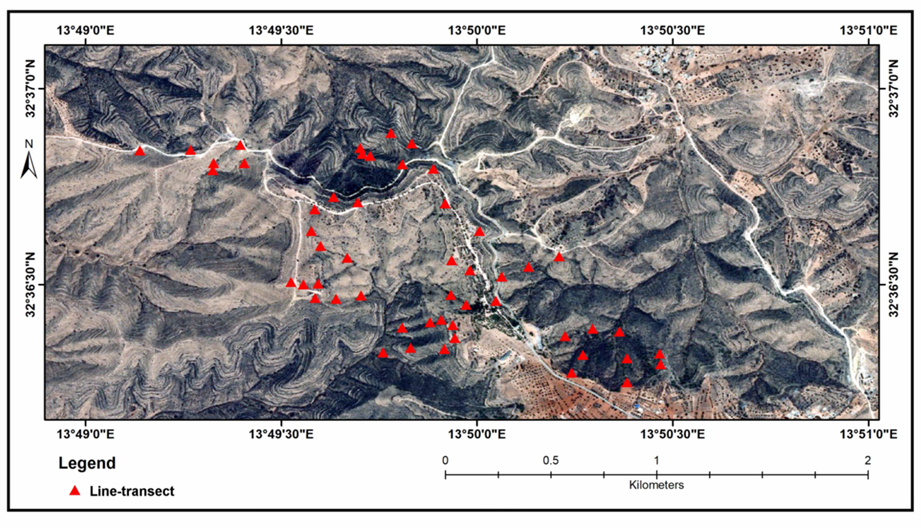 13°49'0"E 13°49'30"E 13°50'0"E 13°50'30"E 13°51'0"E
32°37'0"N 32°37'0"N
N
32°36'30"N 32°36'30"N
13°49'0"E 13°49'30"E 13°50'0"E 13°50'30"E 13°51'0"E
Legend
Line-transect
0 0.5 1 2
Kilometers